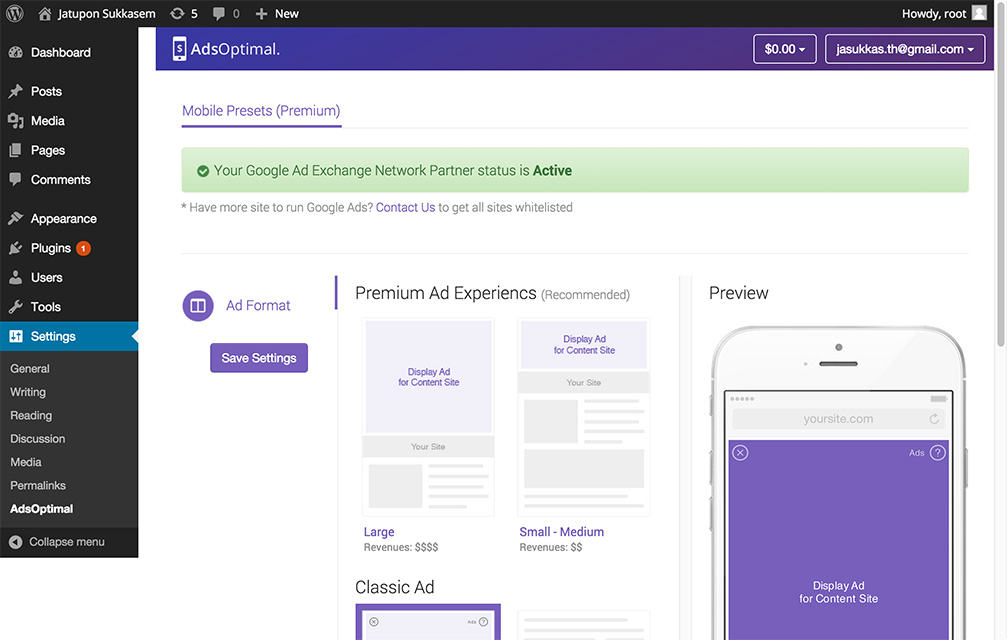 Jatupon Sukkasem 5 0 New Howdy, root
Dashboard
Posts
Media
Pages
Comments
Appearance
Plugins 1
Users
Tools
Settings
General
Writing
Reading
Discussion
Media
Permalinks
AdsOptimal
Collapse menu
AdsOptimal. $0.00 jasukkas.th@gmail.com
Mobile Presets (Premium)
Your Google Ad Exchange Network Partner status is Active
* Have more site to run Google Ads? Contact Us to get all sites whitelisted
Ad Format
Save Settings
Premium Ad Experiencs (Recommended)
Display Ad
for Content Site
Your Site
Large
Revenues: $$$$
Display Ad
for Content Site
Your Site
Small - Medium
Revenues: $$
Classic Ad
Ads ?
Preview
yoursite.com
Ads ?
Display Ad
for Content Site